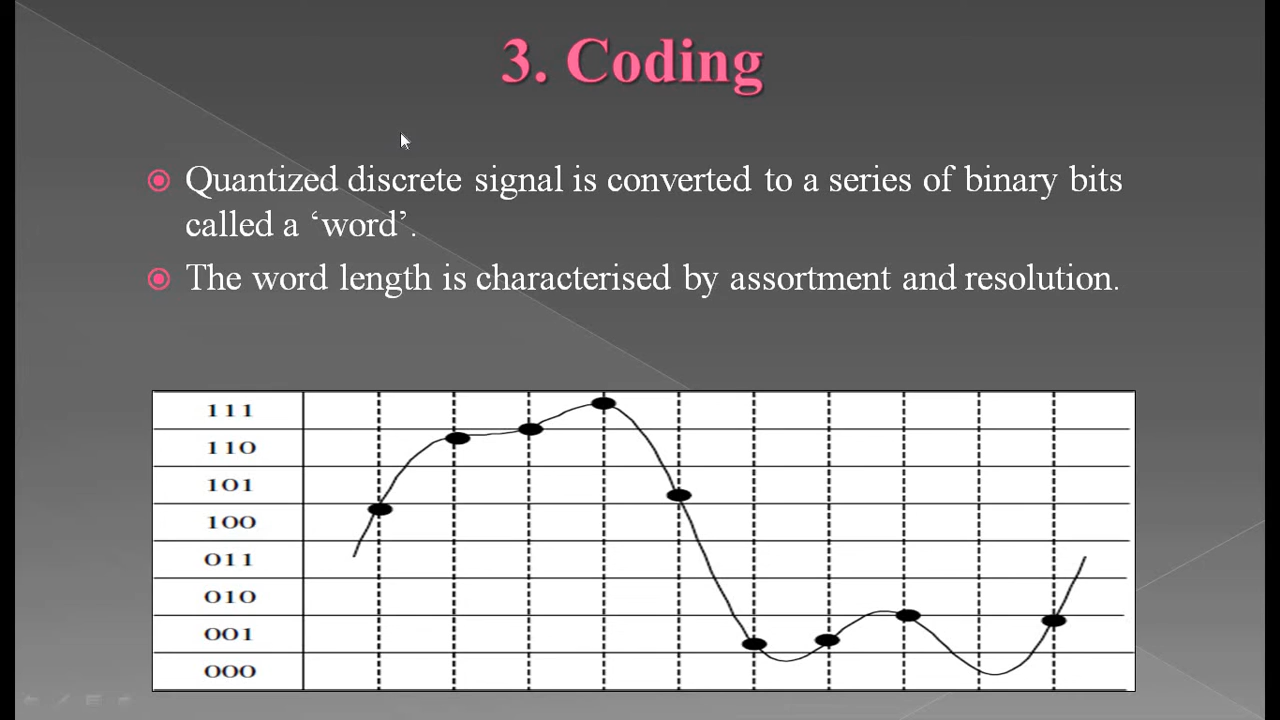 3. Coding
Quantized discrete signal is converted to a series of binary bits
called a ‘word’.
The word length is characterised by assortment and resolution.
111
110
101
100
011
010
001
000